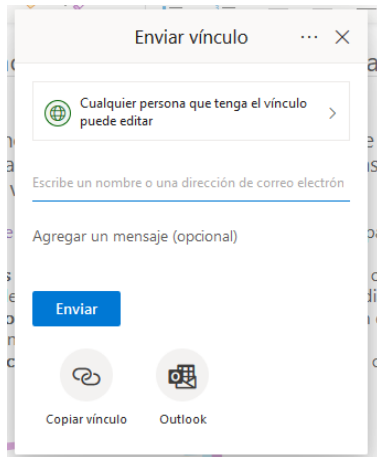 Enviar vínculo
Cualquier persona que tenga el vínculo
puede editar
Escribe un nombre o una dirección de correo electrón
Agregar un mensaje (opcional)
Enviar
Copiar vínculo
Outlook